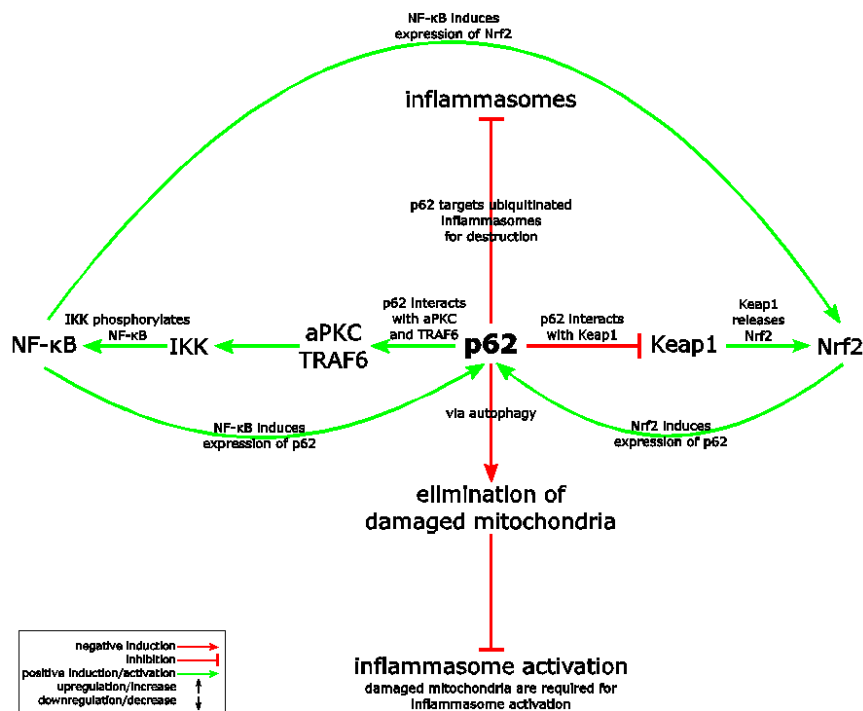 NF-κB induces
expression of Nrf2
inflammasomes
p62 targets ubiquitinated
inflammasomes
for destruction
p62 interacts
with aPKC
and TRAF6
p62 interacts
with Keap1
Keap1
releases
Nrf2
IKK phosphorylates
NF-κB
NF-κB
IKK
aPKC
TRAF6
p62
Keap1
Nrf2
NF-κB induces
expression of p62
via autophagy
Nrf2 induces
expression of p62
elimination of
damaged mitochondria
inflammasome activation
damaged mitochondria are required for
inflammasome activation
negative induction
inhibition
positive induction/activation
upregulation/increase
downregulation/decrease